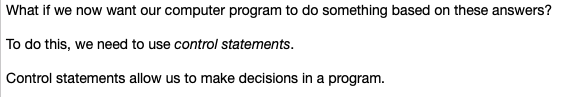 What if we now want our computer program to do something based on these answers?
To do this, we need to use control statements.
Control statements allow us to make decisions in a program.